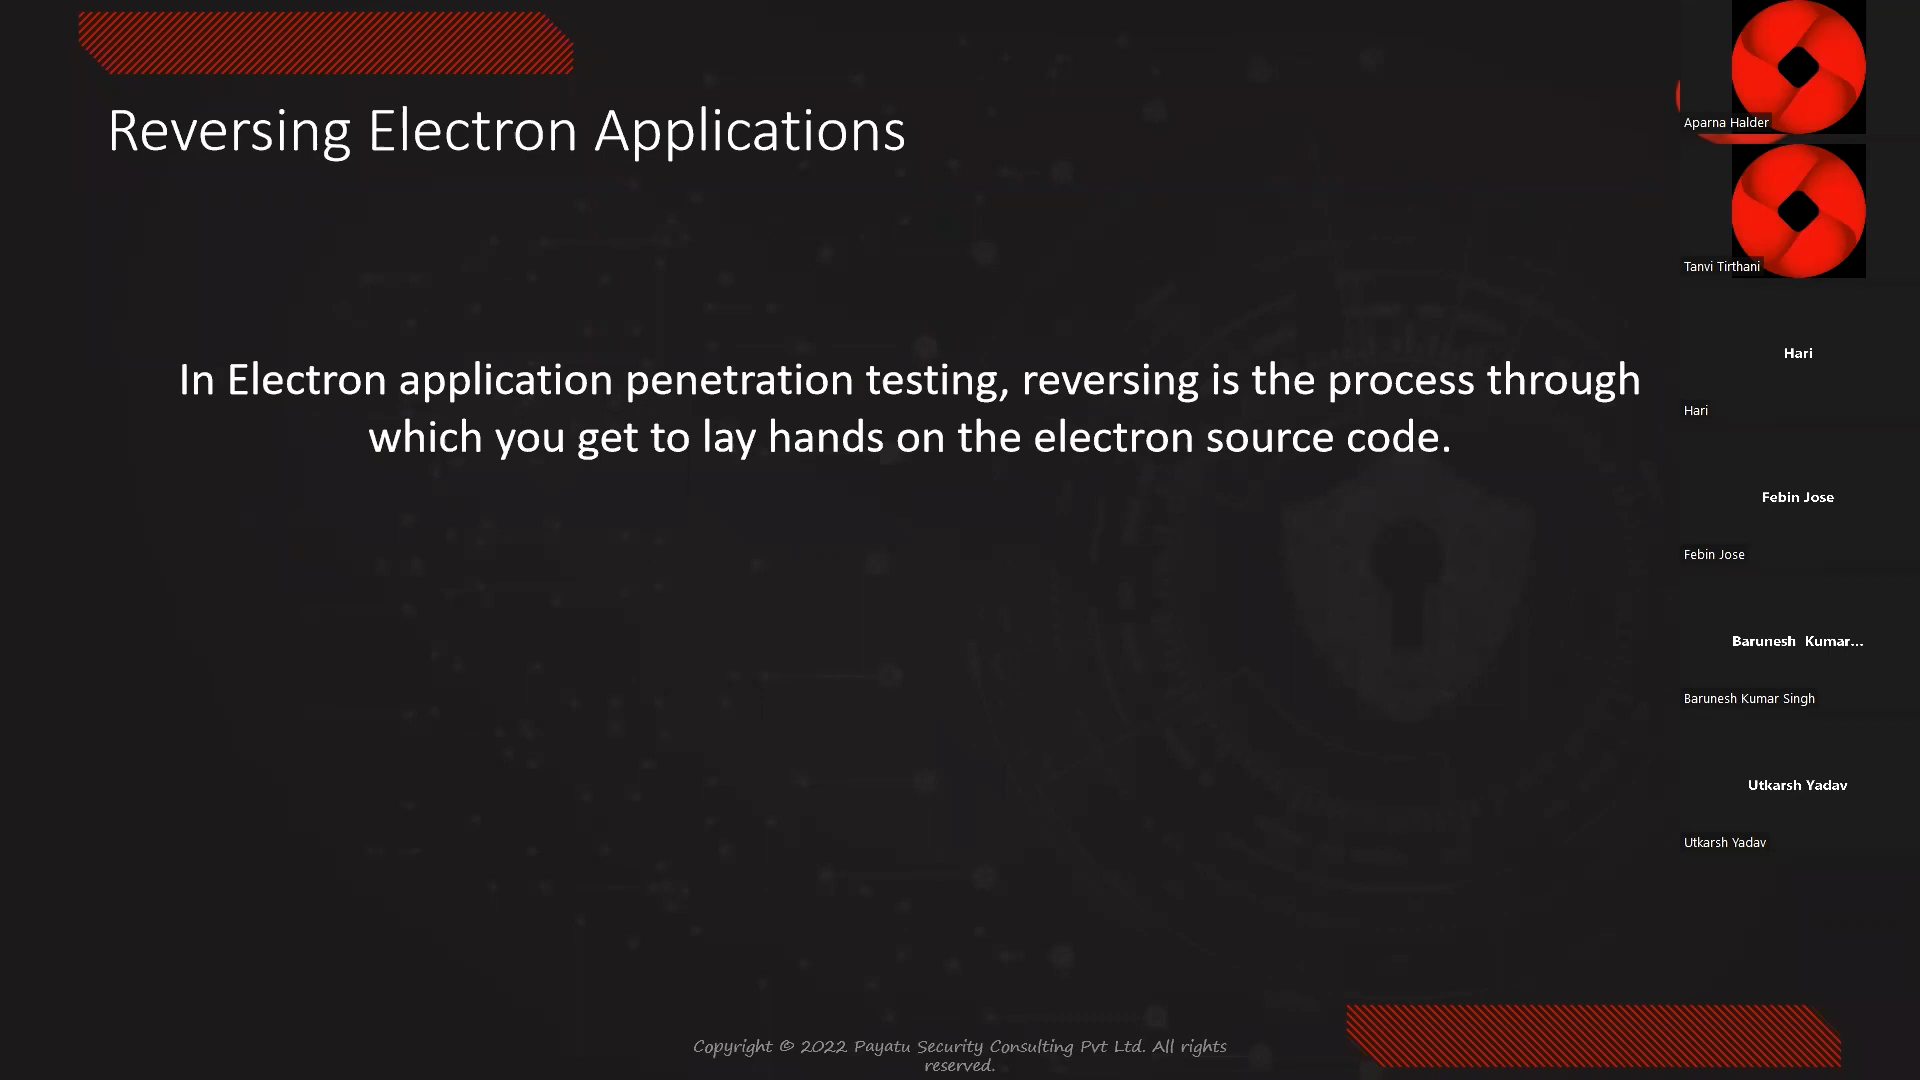 Reversing Electron Applications
In Electron application penetration testing, reversing is the process through
which you get to lay hands on the electron source code.
Copyright © 2022 Payatu Security Consulting Pvt Ltd. All rights
reserved.
Aparna Halder
Tanvi Tirthani
Hari
Hari
Febin Jose
Febin Jose
Barunesh Kumar...
Barunesh Kumar Singh
Utkarsh Yadav
Utkarsh Yadav